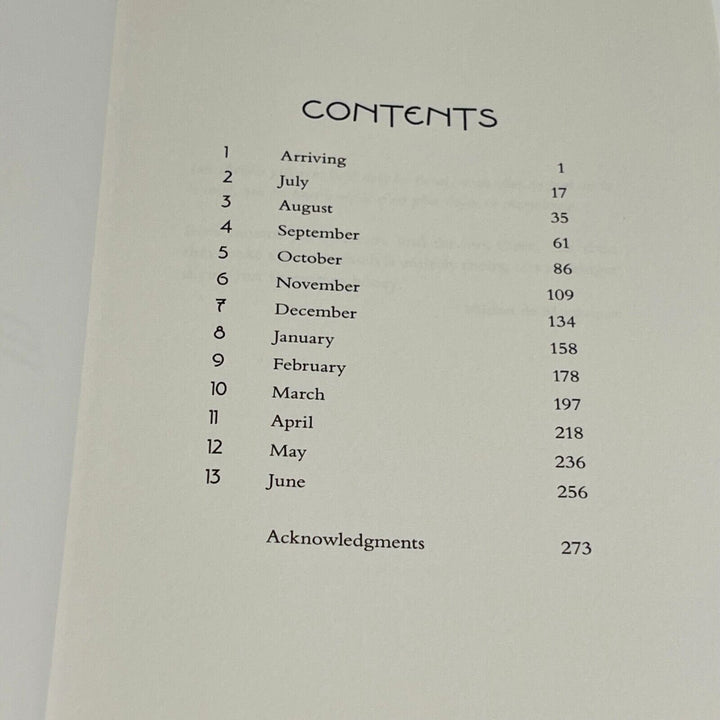 CONTENTS
1 Arriving 1
2 July 17
3 August 35
4 September 61
5 October 86
6 November 109
7 December 134
8 January 158
9 February 178
10 March 197
11 April 218
12 May 236
13 June 256
Acknowledgments 273